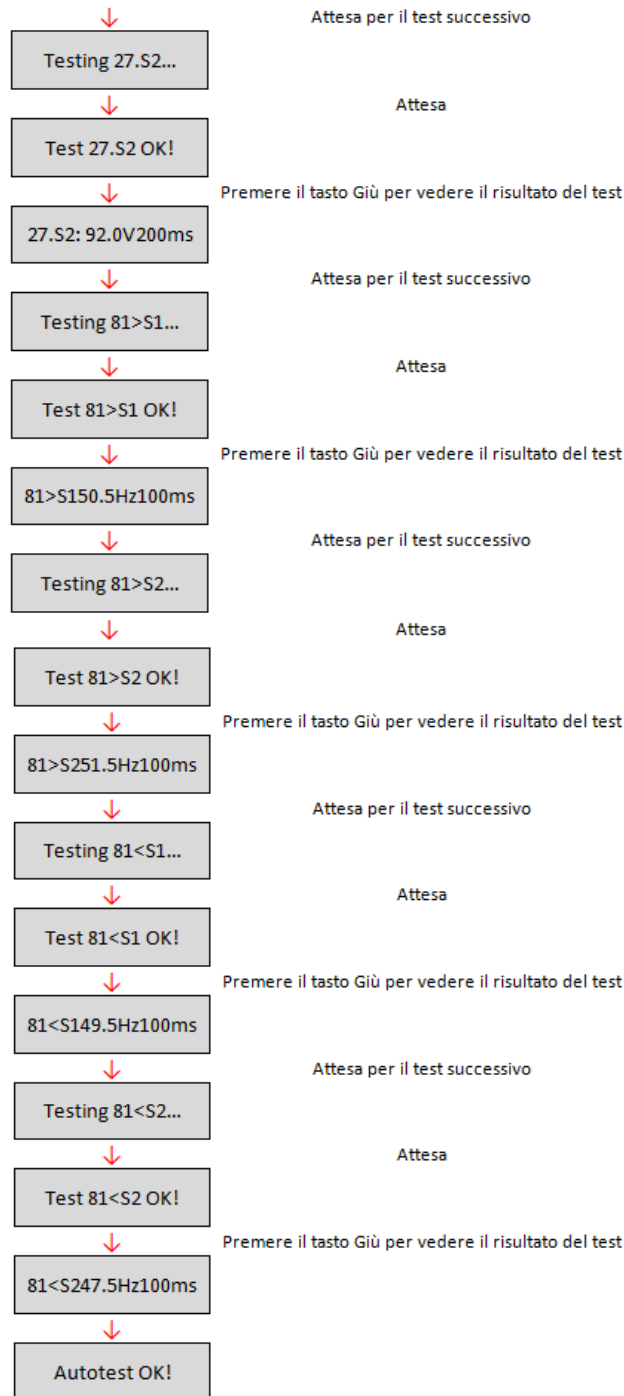 Attesa per il test successivo
Testing 27.S2...
Attesa
Test 27.S2 OK!
Premere il tasto Giù per vedere il risultato del test
27.S2: 92.0V200ms
Attesa per il test successivo
Testing 81>S1...
Attesa
Test 81>S1 OK!
Premere il tasto Giù per vedere il risultato del test
81>S150.5Hz100ms
Attesa per il test successivo
Testing 81>S2...
Attesa
Test 81>S2 OK!
Premere il tasto Giù per vedere il risultato del test
81>S251.5Hz100ms
Attesa per il test successivo
Testing 81<S1...
Attesa
Test 81<S1 OK!
Premere il tasto Giù per vedere il risultato del test
81<S149.5Hz100ms
Attesa per il test successivo
Testing 81<S2...
Attesa
Test 81<S2 OK!
Premere il tasto Giù per vedere il risultato del test
81<S247.5Hz100ms
Autotest OK!